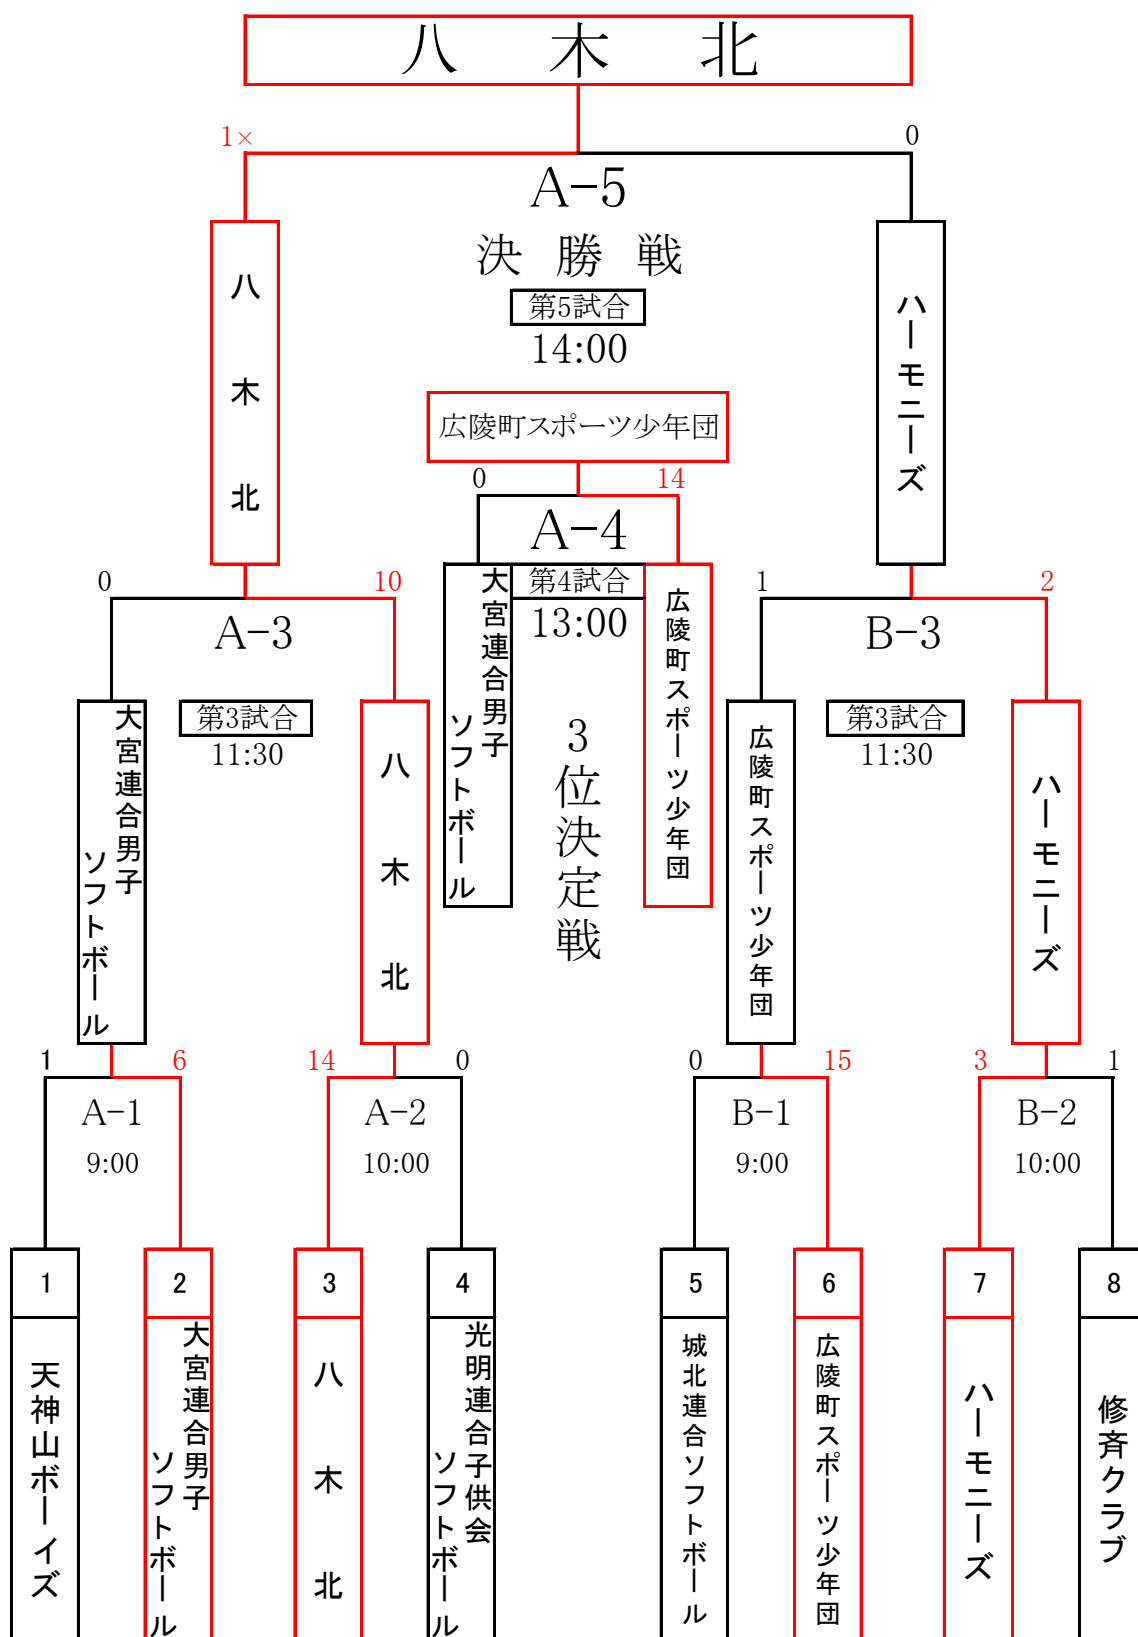 八木北
1×
0
A-5
決勝戦
第5試合
14:00
八木北
ハーモニーズ
広陵町スポーツ少年団
0
14
A-4
第4試合
13:00
3位決定戦
大宮連合男子
ソフトボール
広陵町スポーツ少年団
0
10
A-3
第3試合
11:30
1
2
B-3
第3試合
11:30
大宮連合男子
ソフトボール
八木北
広陵町スポーツ少年団
ハーモニーズ
1
6
A-1
9:00
14
0
A-2
10:00
0
15
B-1
9:00
3
1
B-2
10:00
1
天神山ボーイズ
2
大宮連合男子
ソフトボール
3
八木北
4
光明連合子供会
ソフトボール
5
城北連合ソフトボール
6
広陵町スポーツ少年団
7
ハーモニーズ
8
修斉クラブ